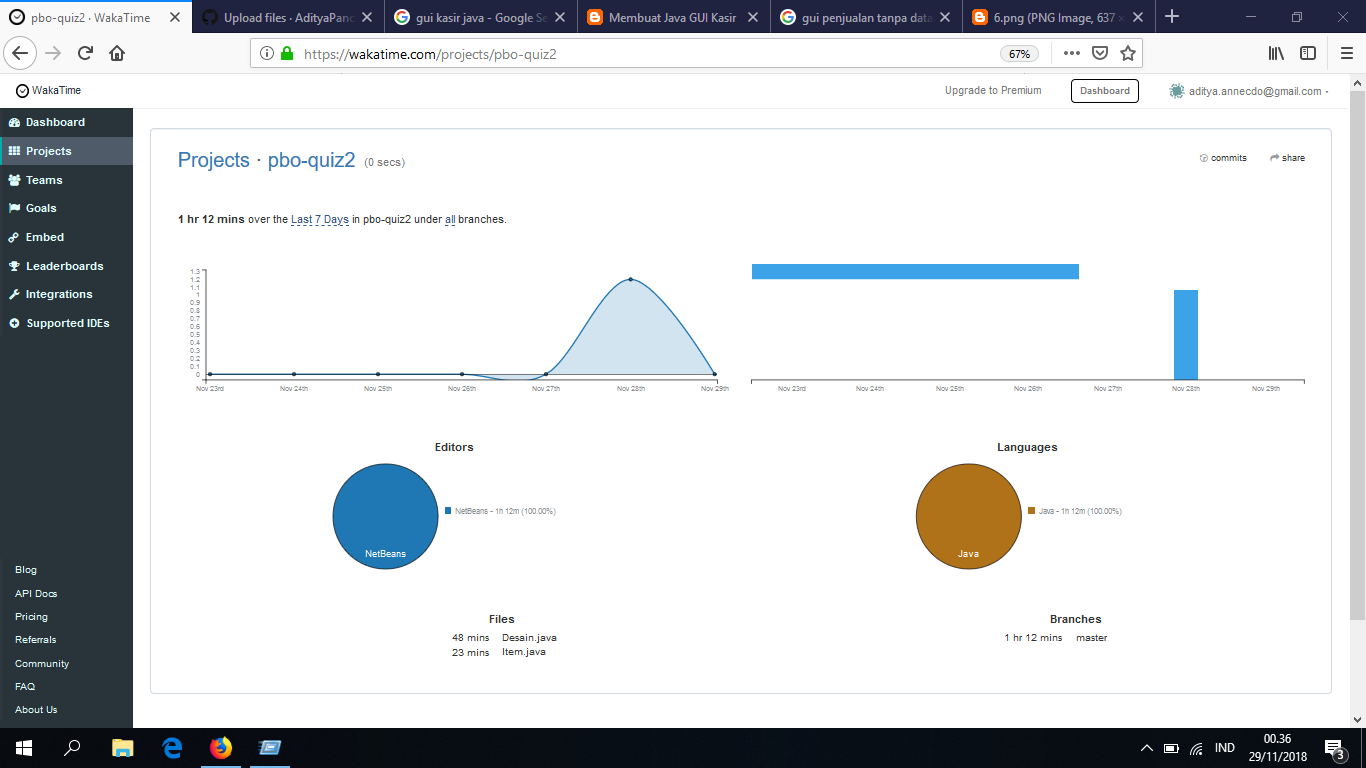 pbo-quiz2 · WakaTime
Upload files · AdityaPand
gui kasir java - Google Se
Membuat Java GUI Kasir
gui penjualan tanpa data
6.png (PNG Image, 637 ×
https://wakatime.com/projects/pbo-quiz2
67%
WakaTime
Upgrade to Premium
Dashboard
aditya.annecdo@gmail.com
Dashboard
Projects
Teams
Goals
Embed
Leaderboards
Integrations
Supported IDEs
Blog
API Docs
Pricing
Referrals
Community
FAQ
About Us
Projects · pbo-quiz2 (0 secs)
commits
share
1 hr 12 mins over the Last 7 Days in pbo-quiz2 under all branches.
1.3
1.2
1.1
1
0.9
0.8
0.7
0.6
0.5
0.4
0.3
0.2
0.1
0
Nov 23rd Nov 24th Nov 25th Nov 26th Nov 27th Nov 28th Nov 29th
Nov 23rd Nov 24th Nov 25th Nov 26th Nov 27th Nov 28th Nov 29th
Editors
NetBeans
NetBeans - 1h 12m (100.00%)
Languages
Java
Java - 1h 12m (100.00%)
Files
48 mins Desain.java
23 mins Item.java
Branches
1 hr 12 mins master
IND
00.36
29/11/2018
3